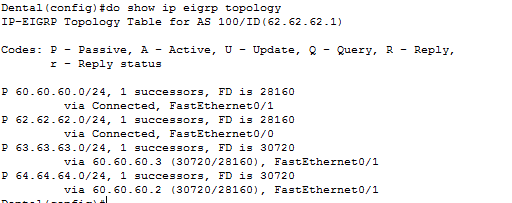 Dental(config)#do show ip eigrp topology
IP-EIGRP Topology Table for AS 100/ID(62.62.62.1)
Codes: P - Passive, A - Active, U - Update, Q - Query, R - Reply,
r - Reply status
P 60.60.60.0/24, 1 successors, FD is 28160
via Connected, FastEthernet0/1
P 62.62.62.0/24, 1 successors, FD is 28160
via Connected, FastEthernet0/0
P 63.63.63.0/24, 1 successors, FD is 30720
via 60.60.60.3 (30720/28160), FastEthernet0/1
P 64.64.64.0/24, 1 successors, FD is 30720
via 60.60.60.2 (30720/28160), FastEthernet0/1
Dental(config)#